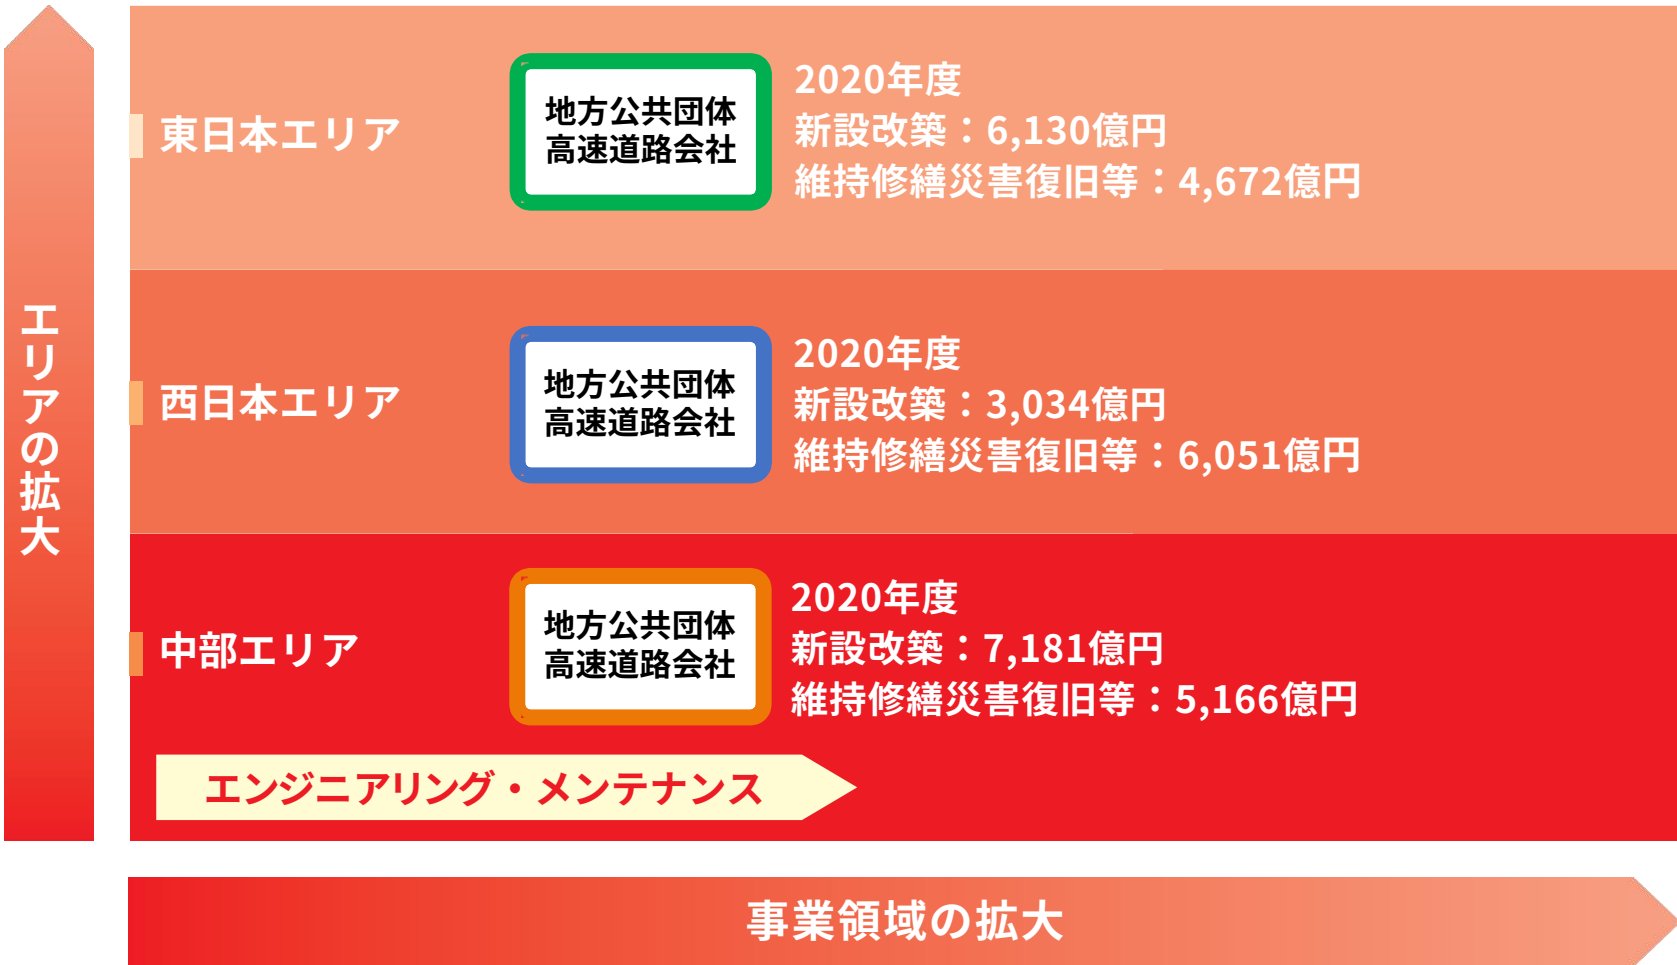 エリアの拡大
東日本エリア
地方公共団体
高速道路会社
2020年度
新設改築：6,130億円
維持修繕災害復旧等：4,672億円
西日本エリア
地方公共団体
高速道路会社
2020年度
新設改築：3,034億円
維持修繕災害復旧等：6,051億円
中部エリア
地方公共団体
高速道路会社
2020年度
新設改築：7,181億円
維持修繕災害復旧等：5,166億円
エンジニアリング・メンテナンス
事業領域の拡大